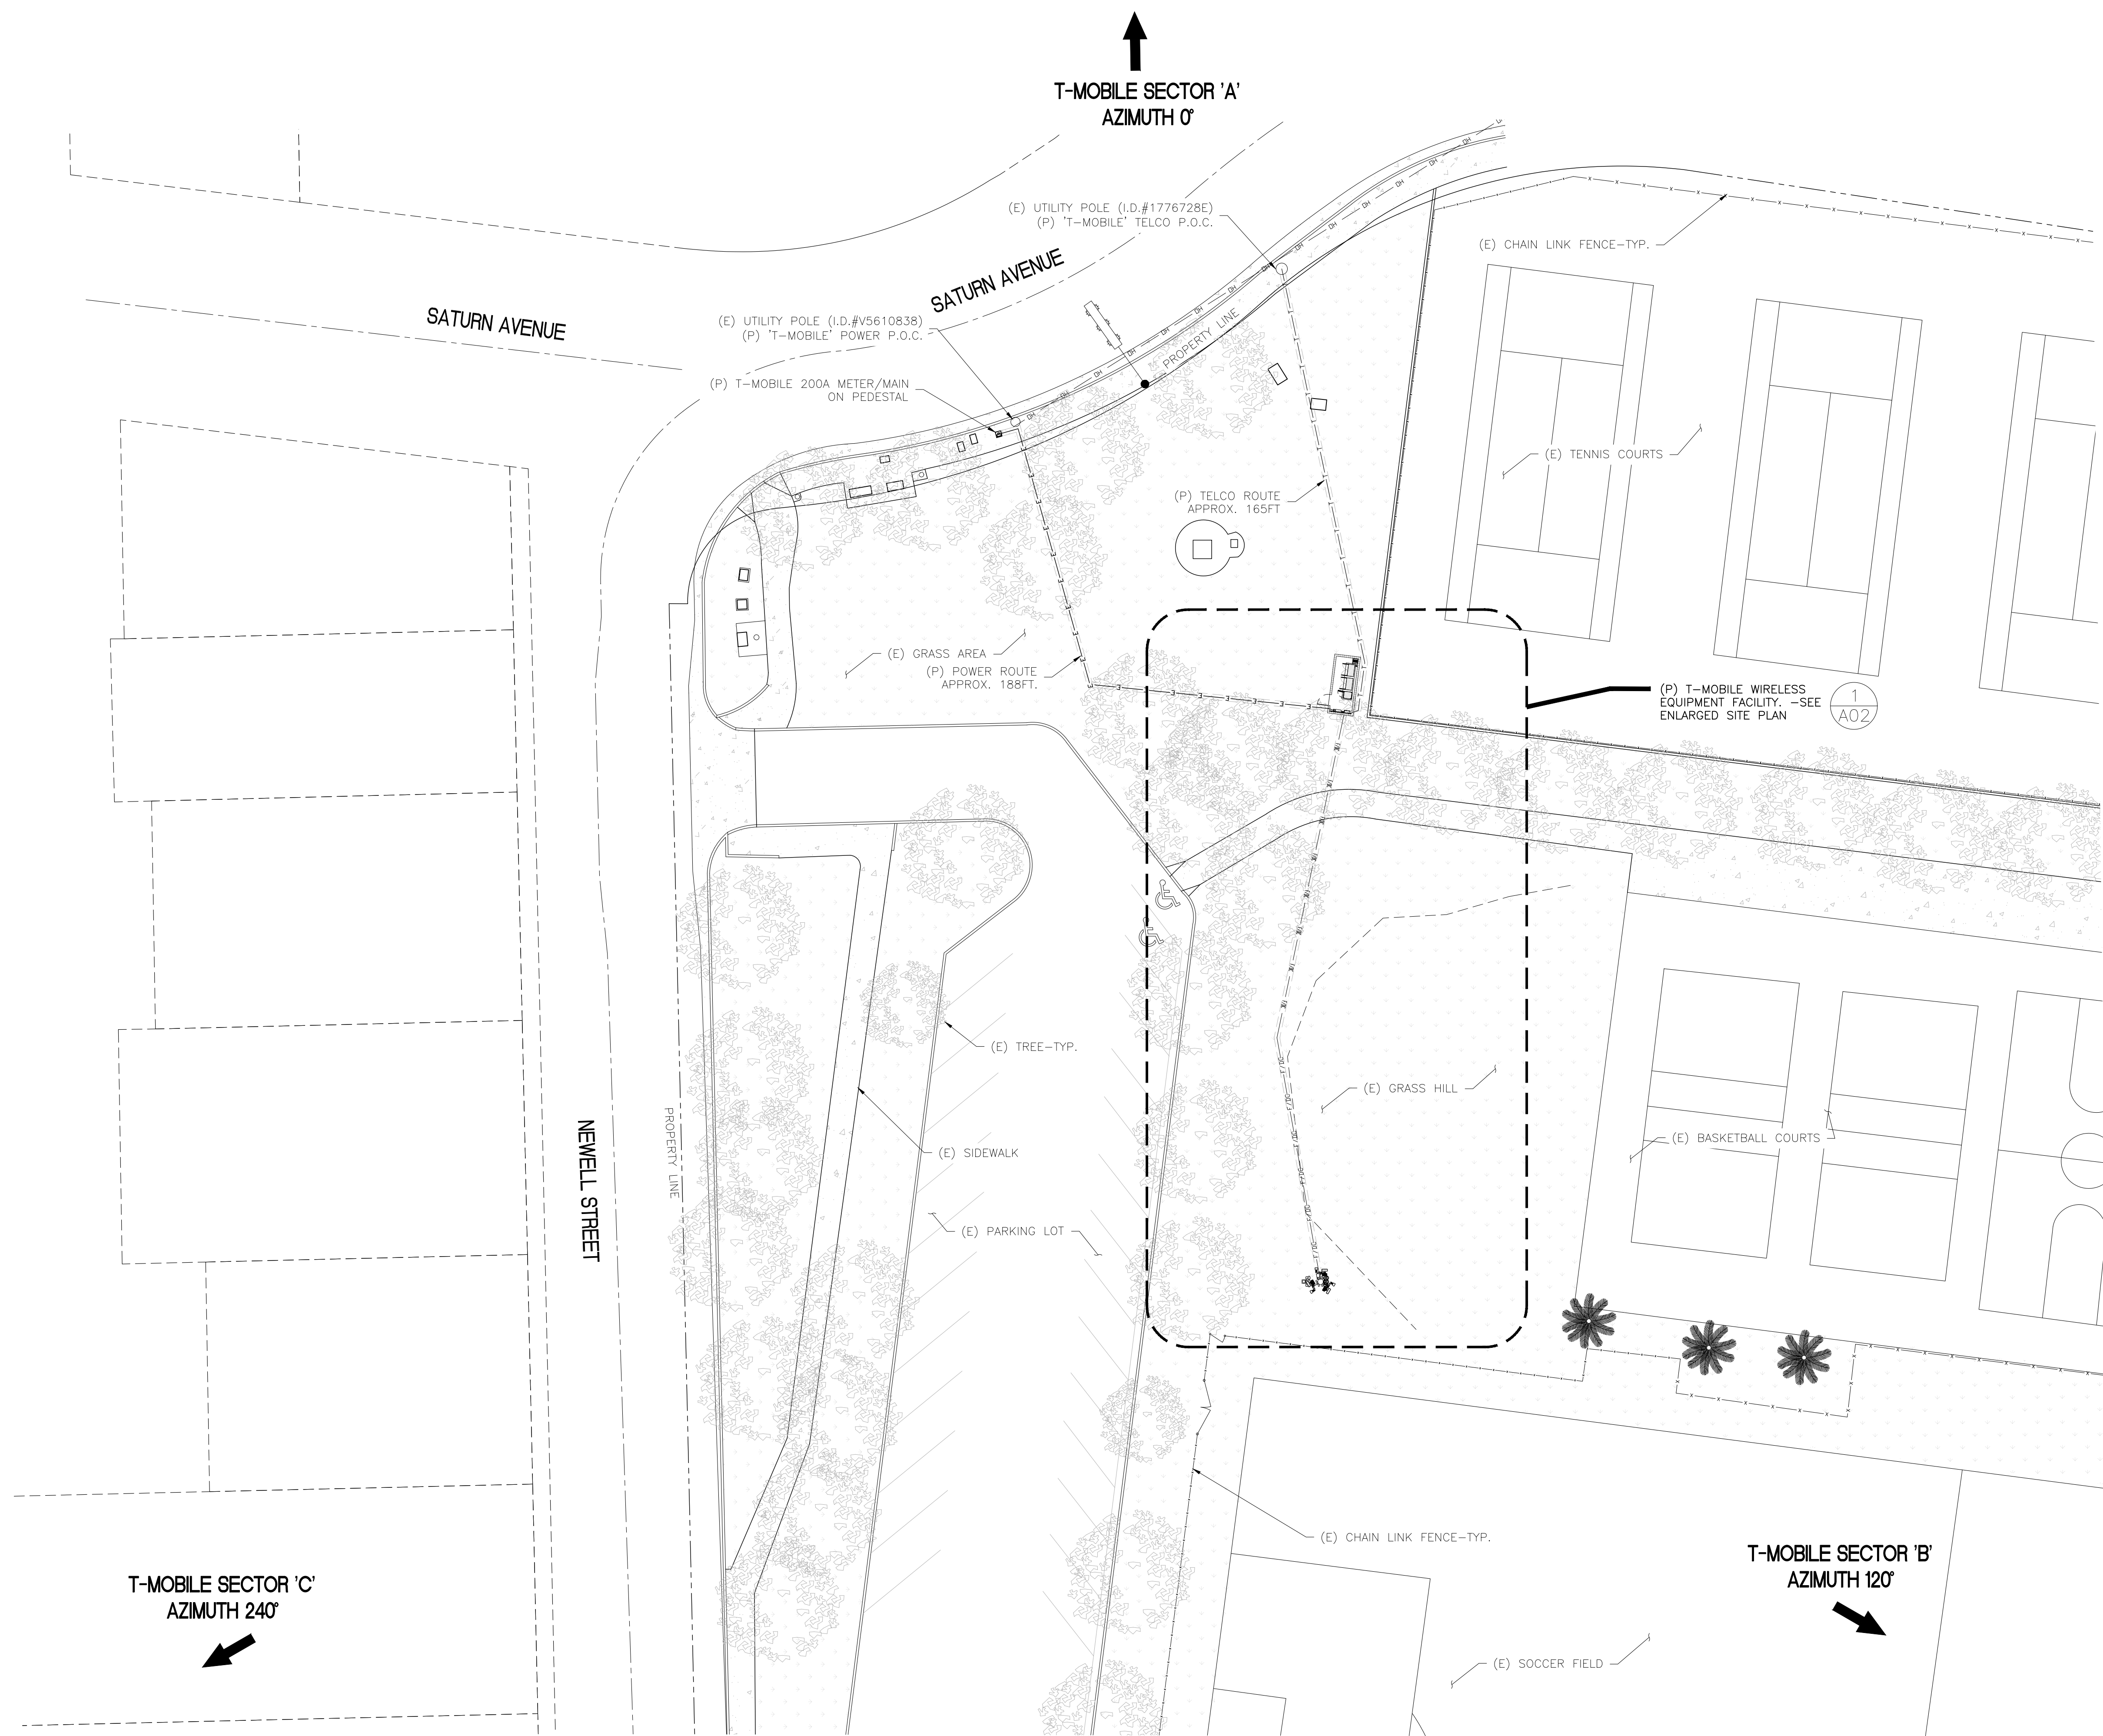 T-MOBILE SECTOR 'A'
AZIMUTH 0°
(E) UTILITY POLE (I.D.#1776728E)
(P) 'T-MOBILE' TELCO P.O.C.
(E) CHAIN LINK FENCE-TYP.
SATURN AVENUE
SATURN AVENUE
(E) UTILITY POLE (I.D.#V5610838)
(P) 'T-MOBILE' POWER P.O.C.
PROPERTY LINE
(P) T-MOBILE 200A METER/MAIN
ON PEDESTAL
(E) TENNIS COURTS
(P) TELCO ROUTE
APPROX. 165FT
(E) GRASS AREA
(P) POWER ROUTE
APPROX. 188FT.
(P) T-MOBILE WIRELESS
EQUIPMENT FACILITY. -SEE
ENLARGED SITE PLAN
1
A02
(E) TREE-TYP.
(E) GRASS HILL
NEWELL STREET
PROPERTY LINE
(E) SIDEWALK
(E) BASKETBALL COURTS
(E) PARKING LOT
(E) CHAIN LINK FENCE-TYP.
T-MOBILE SECTOR 'C'
AZIMUTH 240°
T-MOBILE SECTOR 'B'
AZIMUTH 120°
(E) SOCCER FIELD